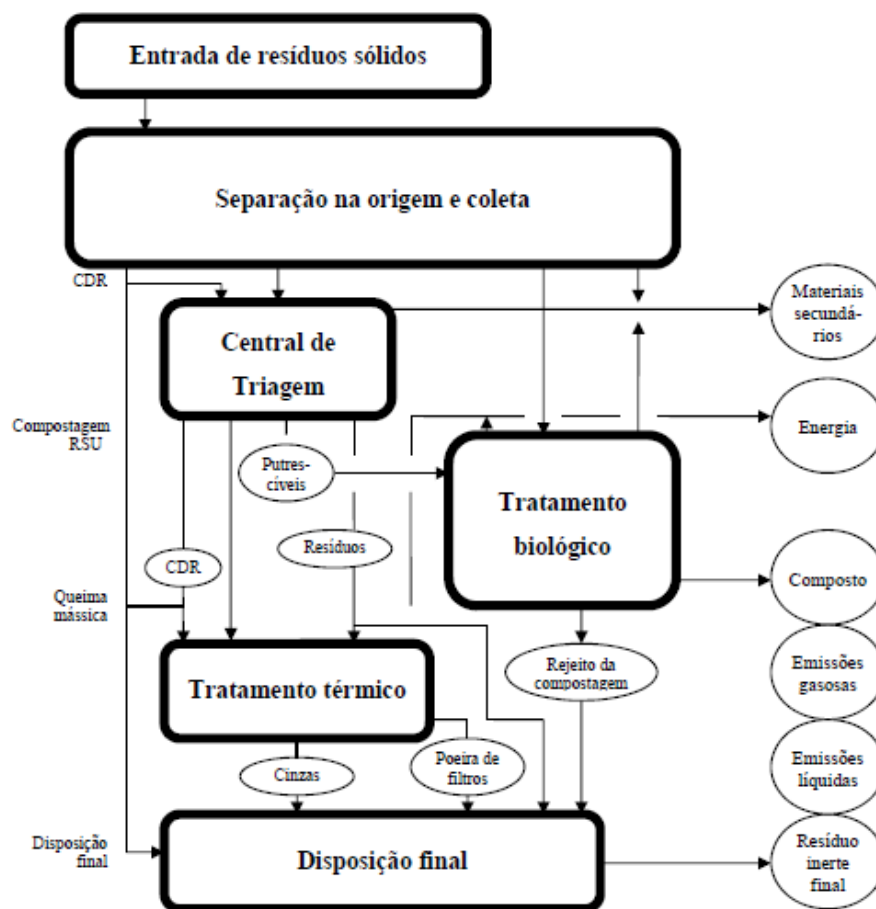 Entrada de resíduos sólidos
Separação na origem e coleta
CDR
Materiais
secundá-
rios
Central de
Triagem
Compostagem
RSU
Energia
Putres-
cíveis
Tratamento
biológico
Resíduos
CDR
Composto
Queima
mássica
Emissões
gasosas
Rejeito da
compostagem
Tratamento térmico
Poeira de
filtros
Cinzas
Emissões
líquidas
Disposição
final
Disposição final
Resíduo
inerte
final